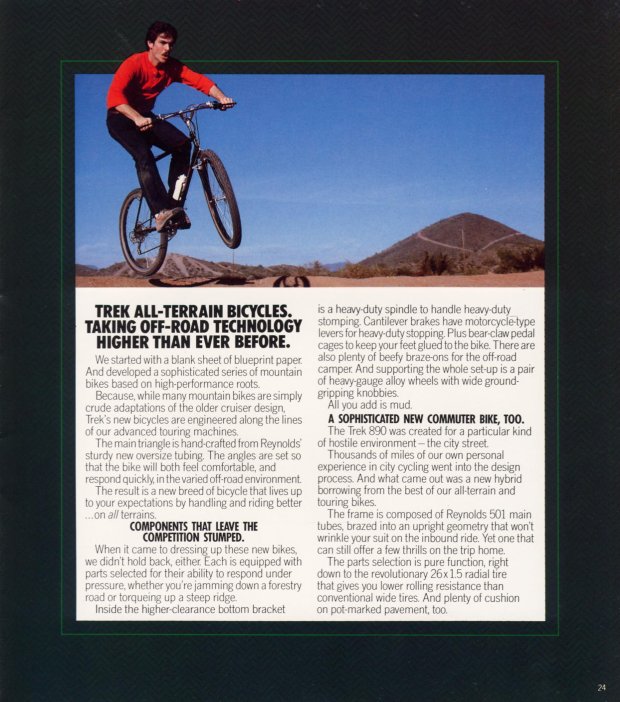 TREK ALL-TERRAIN BICYCLES.
TAKING OFF-ROAD TECHNOLOGY
HIGHER THAN EVER BEFORE.
We started with a blank sheet of blueprint paper.
And developed a sophisticated series of mountain
bikes based on high-performance roots.
Because, while many mountain bikes are simply
crude adaptations of the older cruiser design,
Trek's new bicycles are engineered along the lines
of our advanced touring machines.
The main triangle is hand-crafted from Reynolds'
sturdy new oversize tubing. The angles are set so
that the bike will both feel comfortable, and
respond quickly, in the varied off-road environment.
The result is a new breed of bicycle that lives up
to your expectations by handling and riding better
...on all terrains.
COMPONENTS THAT LEAVE THE
COMPETITION STUMPED.
When it came to dressing up these new bikes,
we didn't hold back, either. Each is equipped with
parts selected for their ability to respond under
pressure, whether you're jamming down a forestry
road or torqueing up a steep ridge.
Inside the higher-clearance bottom bracket
is a heavy-duty spindle to handle heavy-duty
stomping. Cantilever brakes have motorcycle-type
levers for heavy-duty stopping. Plus bear-claw pedal
cages to keep your feet glued to the bike. There are
also plenty of beefy braze-ons for the off-road
camper. And supporting the whole set-up is a pair
of heavy-gauge alloy wheels with wide ground-
gripping knobbies.
All you add is mud.
A SOPHISTICATED NEW COMMUTER BIKE, TOO.
The Trek 890 was created for a particular kind
of hostile environment – the city street.
Thousands of miles of our own personal
experience in city cycling went into the design
process. And what came out was a new hybrid
borrowing from the best of our all-terrain and
touring bikes.
The frame is composed of Reynolds 501 main
tubes, brazed into an upright geometry that won't
wrinkle your suit on the inbound ride. Yet one that
can still offer a few thrills on the trip home.
The parts selection is pure function, right
down to the revolutionary 26 x 1.5 radial tire
that gives you lower rolling resistance than
conventional wide tires. And plenty of cushion
on pot-marked pavement, too.
24